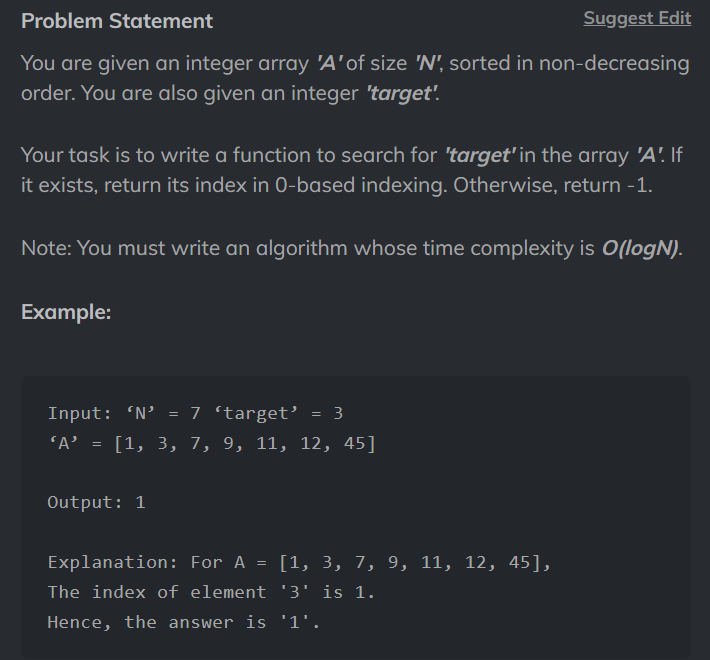 Problem Statement Suggest Edit
You are given an integer array 'A' of size 'N', sorted in non-decreasing
order. You are also given an integer 'target'.
Your task is to write a function to search for 'target' in the array 'A'. If
it exists, return its index in 0-based indexing. Otherwise, return -1.
Note: You must write an algorithm whose time complexity is O(logN).
Example:
Input: ‘N’ = 7 ‘target’ = 3
‘A’ = [1, 3, 7, 9, 11, 12, 45]
Output: 1
Explanation: For A = [1, 3, 7, 9, 11, 12, 45],
The index of element '3' is 1.
Hence, the answer is '1'.